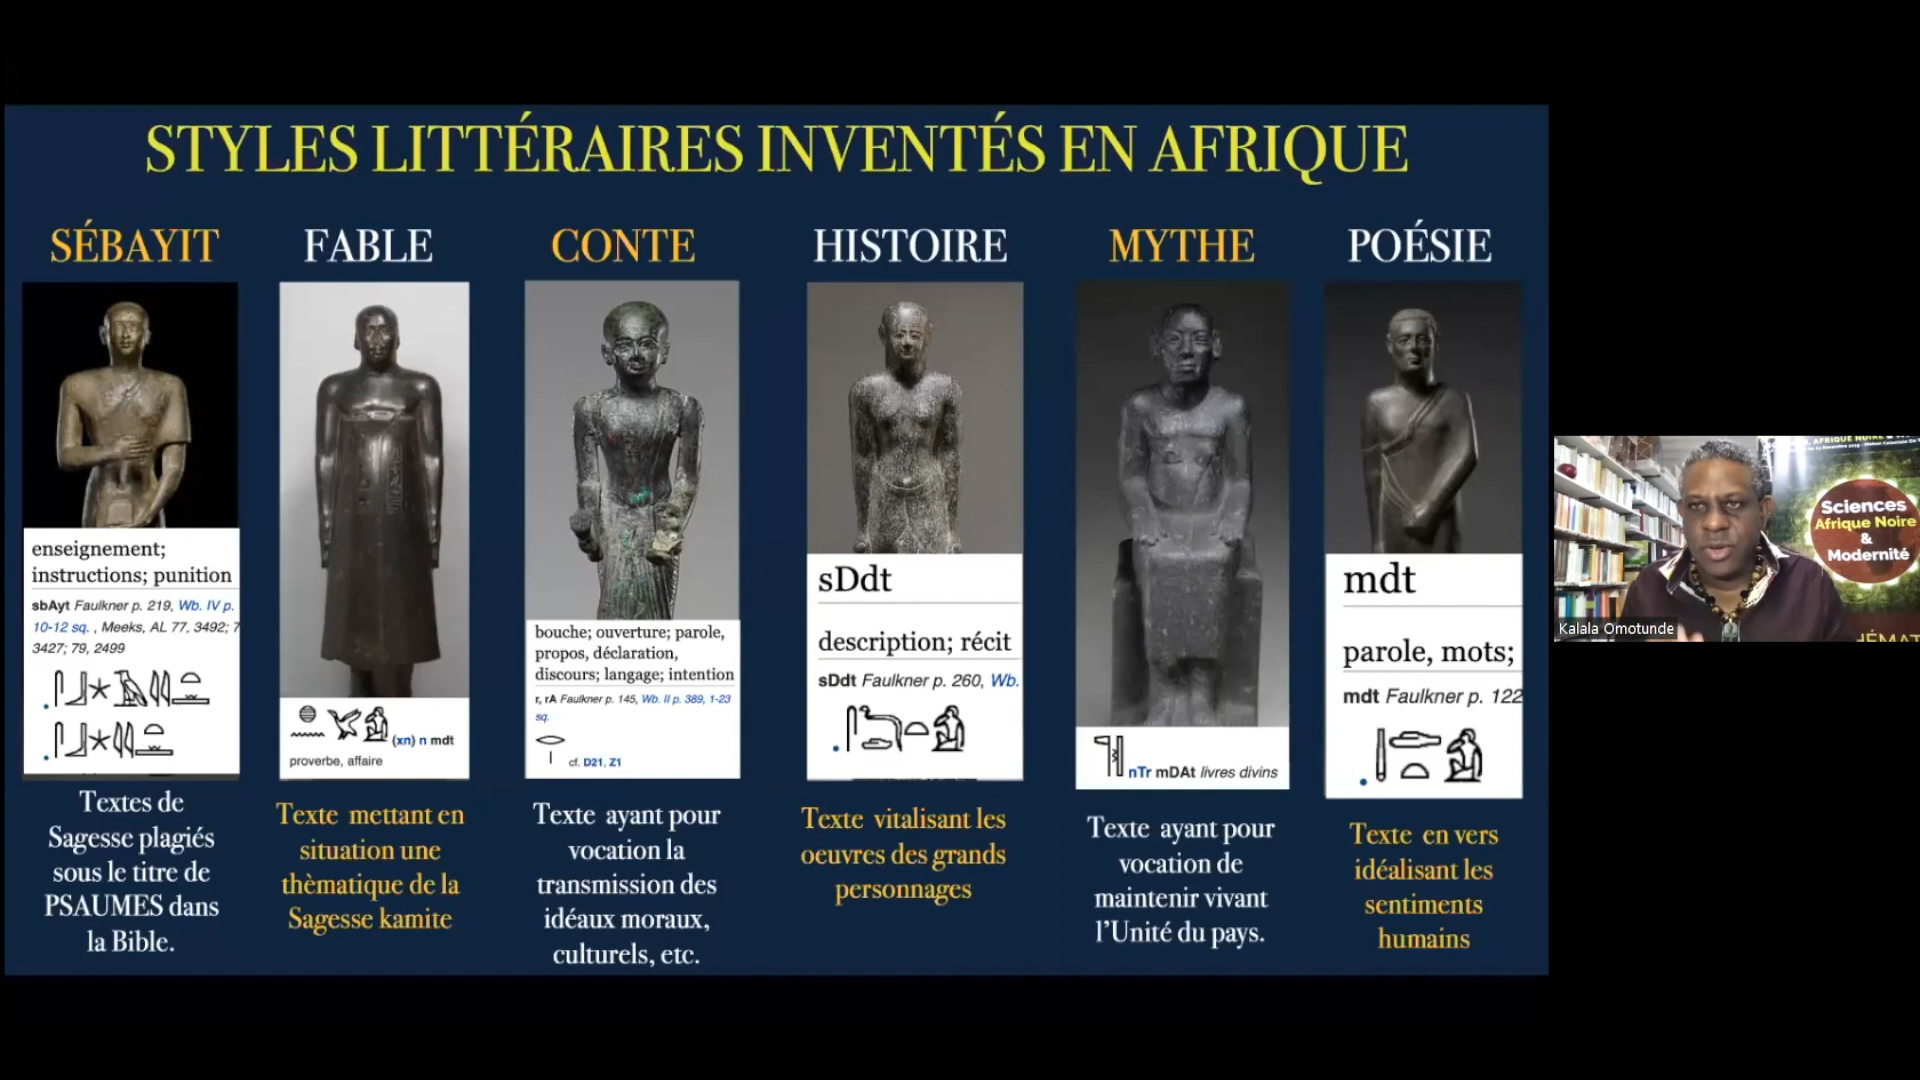 STYLES LITTÉRAIRES INVENTÉS EN AFRIQUE
SÉBAYIT
enseignement;
instructions; punition
sbAyt Faulkner p. 219, Wb. IV p.
10-12 sq. , Meeks, AL 77, 3492; 7
3427; 79, 2499
Textes de
Sagesse plagiés
sous le titre de
PSAUMES dans
la Bible.
FABLE
(xn) n mdt
proverbe, affaire
Texte mettant en
situation une
thèmatique de la
Sagesse kamite
CONTE
bouche; ouverture; parole,
propos, déclaration,
discours; langage; intention
r, rA Faulkner p. 145, Wb. II p. 389, 1-23
sq.
cf. D21, Z1
Texte ayant pour
vocation la
transmission des
idéaux moraux,
culturels, etc.
HISTOIRE
sDdt
description; récit
sDdt Faulkner p. 260, Wb.
Texte vitalisant les
oeuvres des grands
personnages
MYTHE
nTr mDAt livres divins
Texte ayant pour
vocation de
maintenir vivant
l'Unité du pays.
POÉSIE
mdt
parole, mots;
mdt Faulkner p. 122
Texte en vers
idéalisant les
sentiments
humains
AFRIQUE NOIRE
Sciences
Afrique Noire
&
Modernité
Kalala Omotunde